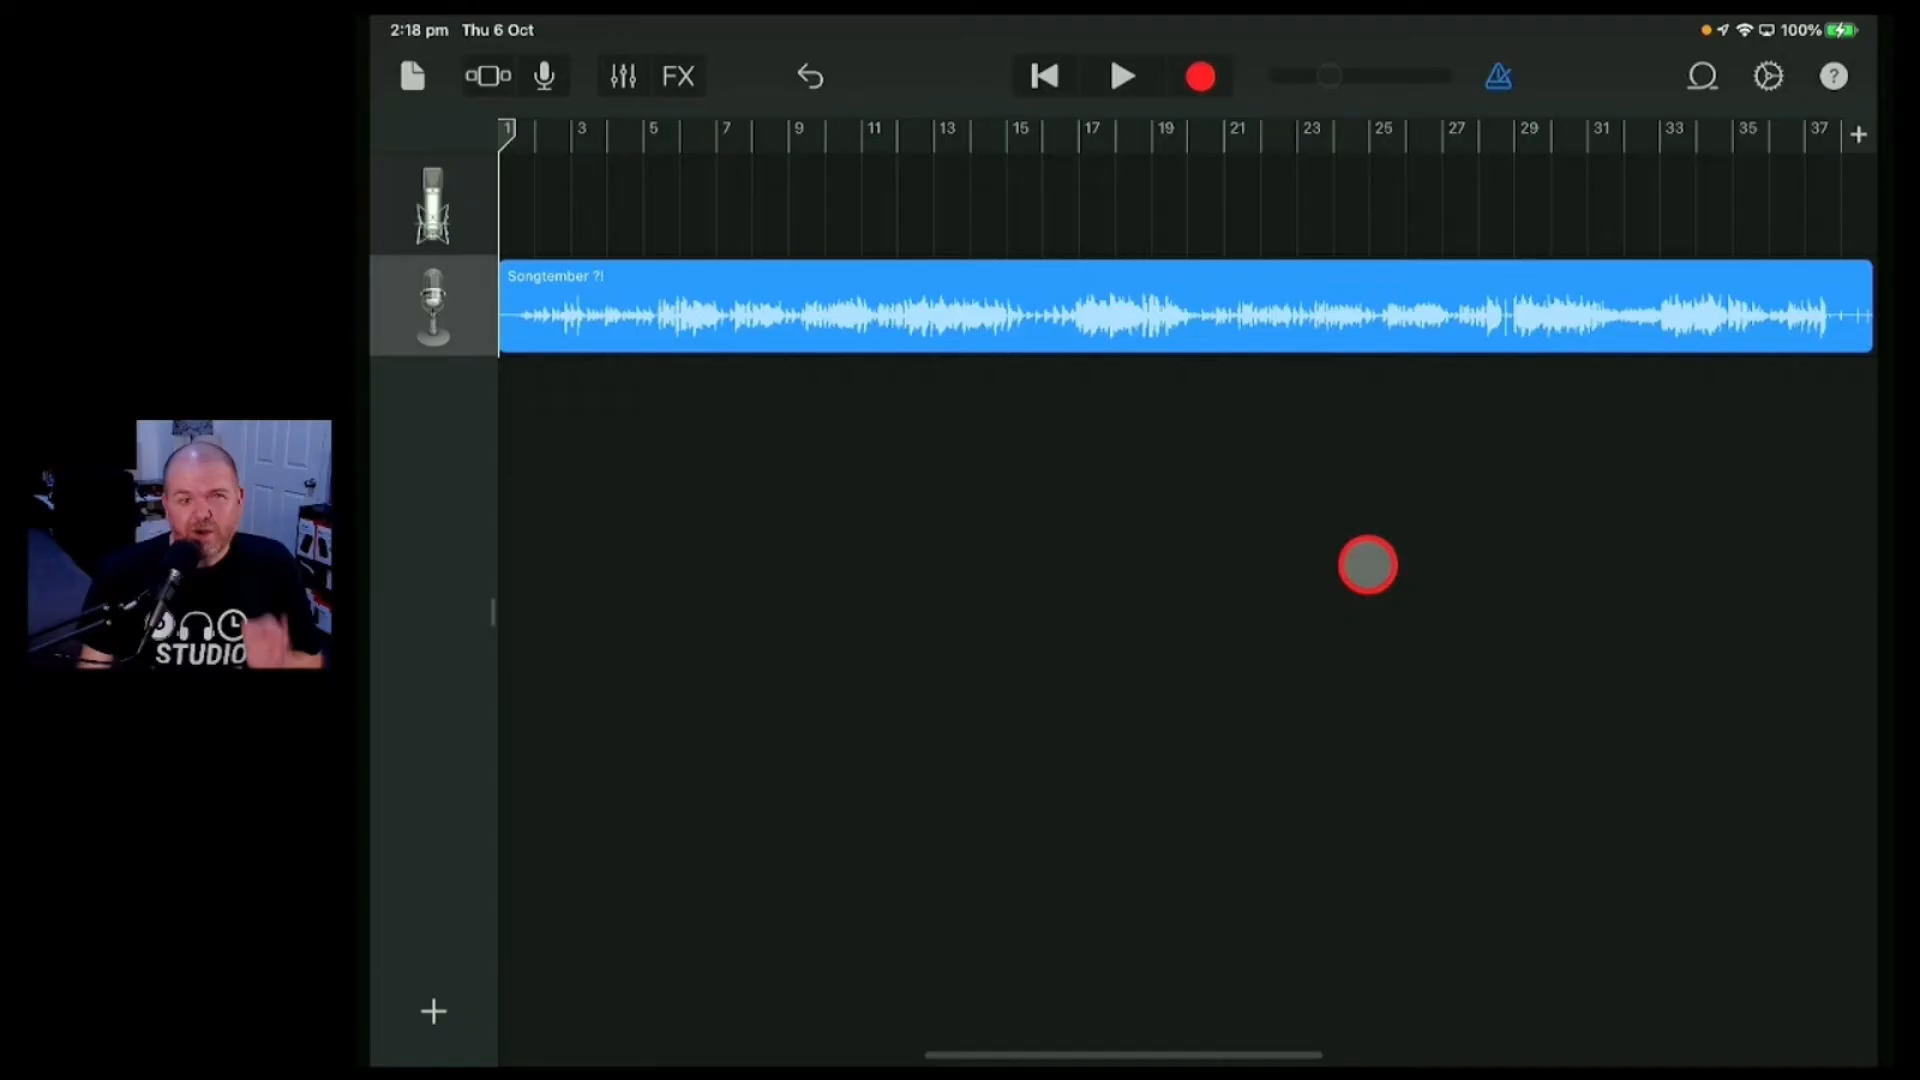 2:18 pm Thu 6 Oct
100%
FX
?
1 3 5 7 9 11 13 15 17 19 21 23 25 27 29 31 33 35 37 +
Songtember ?!
STUDIO
+